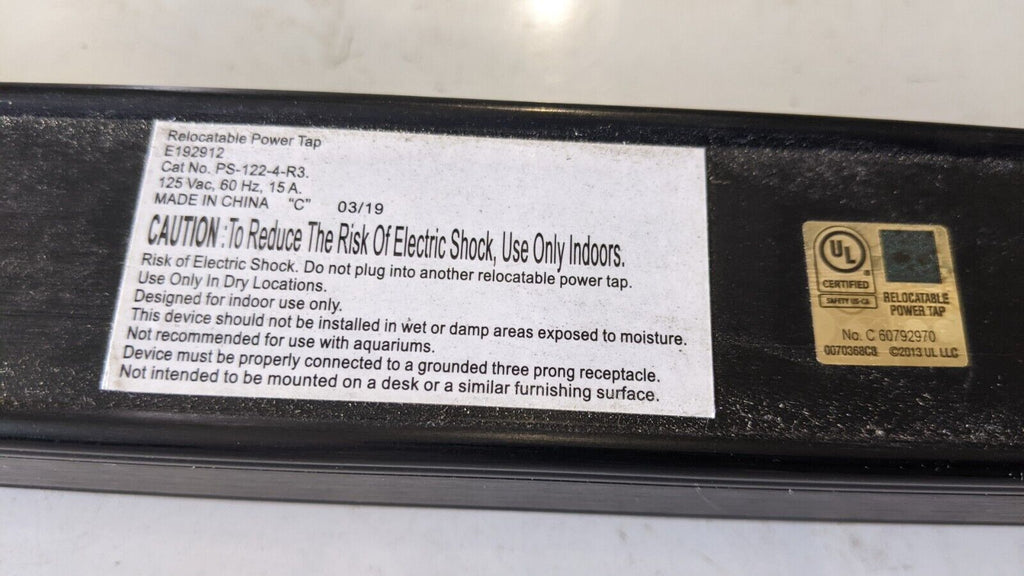 Relocatable Power Tap
E192912
Cat No. PS-122-4-R3.
125 Vac, 60 Hz, 15 A.
MADE IN CHINA "C" 03/19
CAUTION : To Reduce The Risk Of Electric Shock, Use Only Indoors.
Risk of Electric Shock. Do not plug into another relocatable power tap.
Use Only In Dry Locations.
Designed for indoor use only.
This device should not be installed in wet or damp areas exposed to moisture.
Not recommended for use with aquariums.
Device must be properly connected to a grounded three prong receptacle.
Not intended to be mounted on a desk or a similar furnishing surface.
UL ®
CERTIFIED
SAFETY US-CA
RELOCATABLE
POWER TAP
No. C 60792970
0070368C8 ©2013 UL LLC